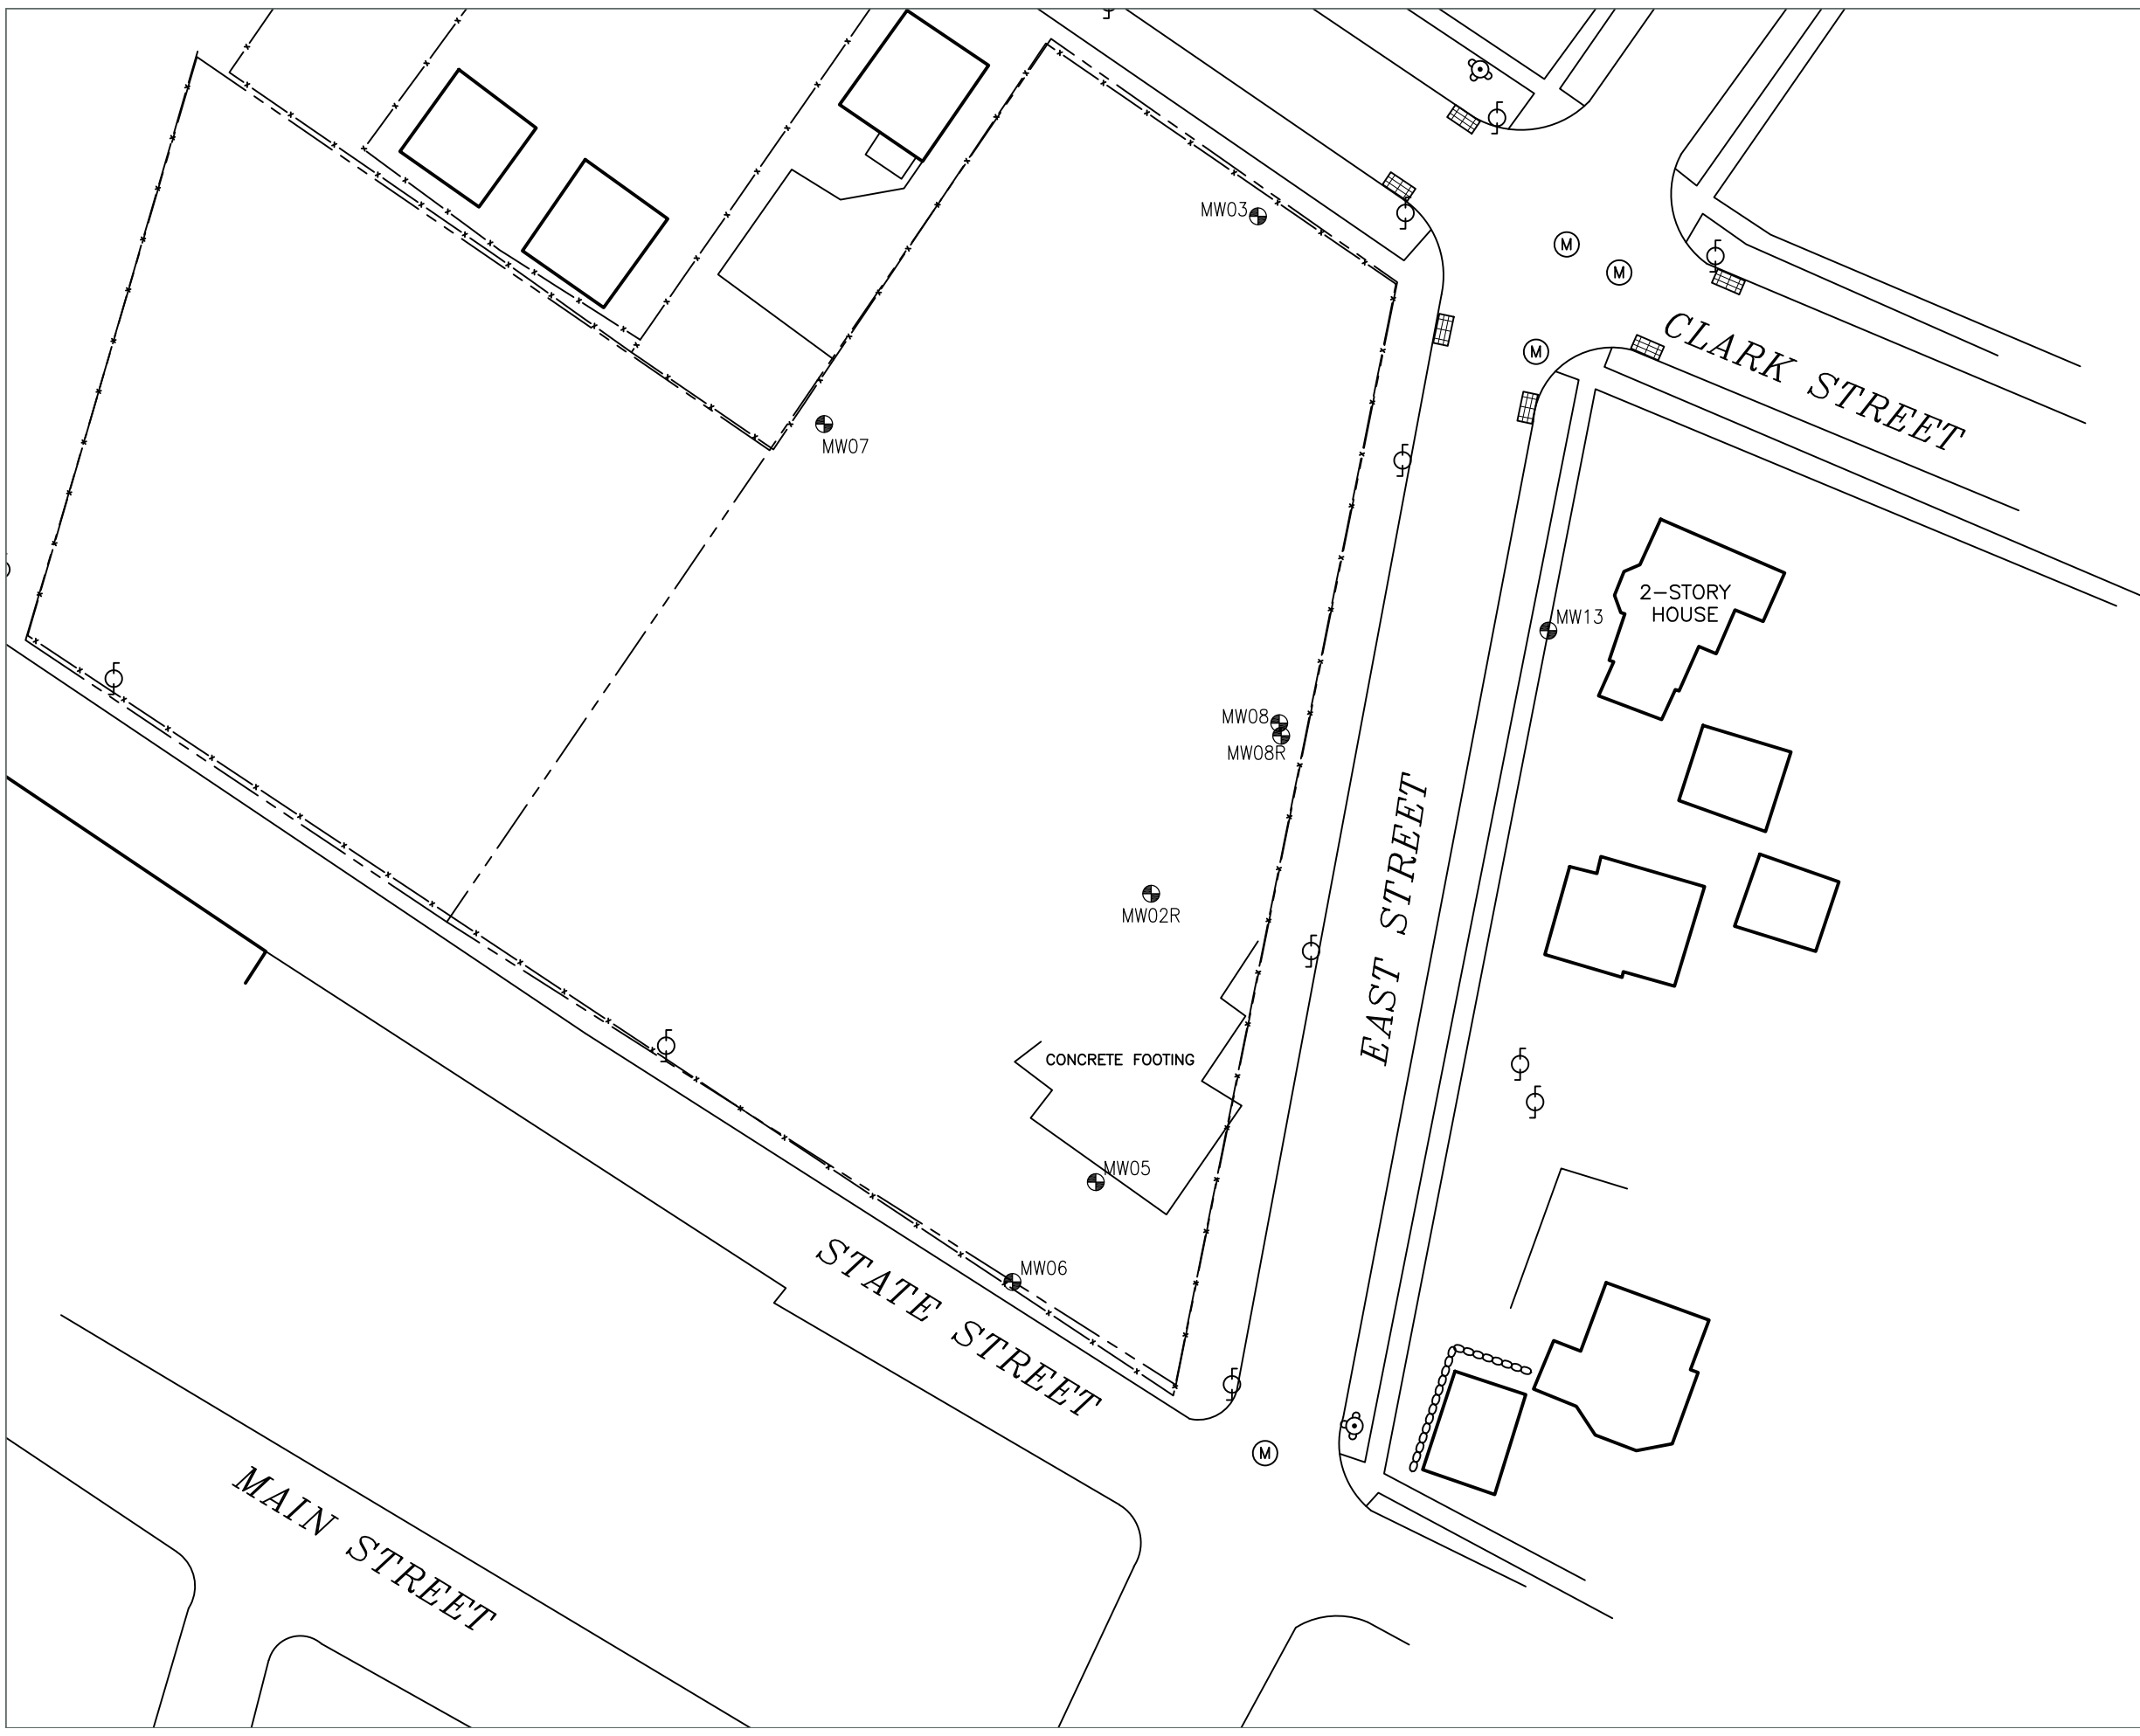 MW03
M
M
CLARK STREET
M
MW07
2-STORY
HOUSE
MW13
MW08
MW08R
EAST STREET
MW02R
CONCRETE FOOTING
MW05
MW06
STATE STREET
M
MAIN STREET